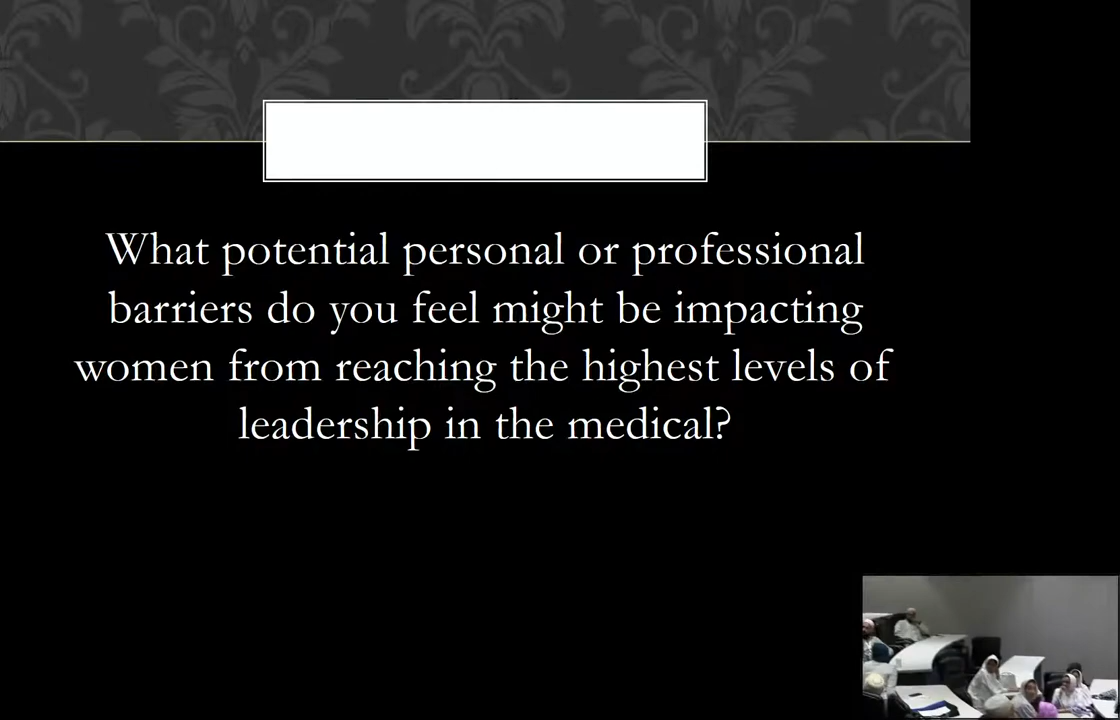 What potential personal or professional
barriers do you feel might be impacting
women from reaching the highest levels of
leadership in the medical?